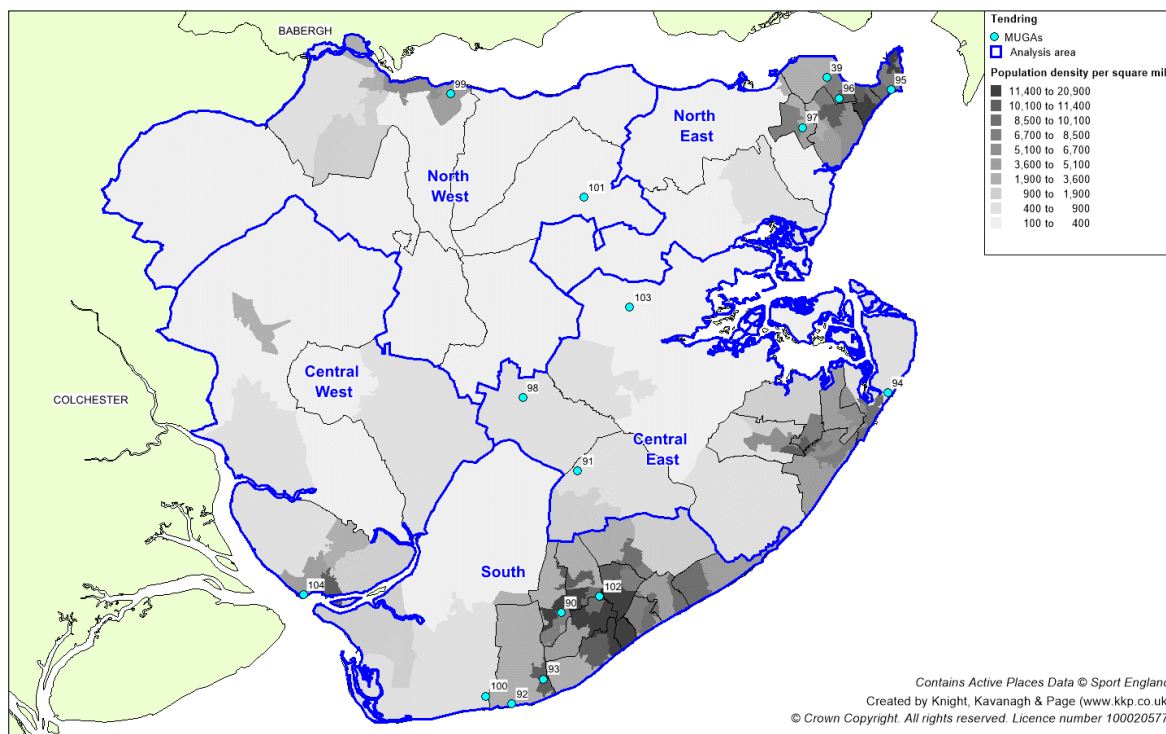 BABERGH
Tendring
MUGAs
Analysis area
Population density per square mil
11,400 to 20,900
10,100 to 11,400
8,500 to 10,100
6,700 to 8,500
5,100 to 6,700
3,600 to 5,100
1,900 to 3,600
900 to 1,900
400 to 900
100 to 400
39
99
96
95
97
North
East
North
West
101
103
Central
West
98
94
COLCHESTER
Central
East
91
South
104
102
90
93
100
92
Contains Active Places Data © Sport England
Created by Knight, Kavanagh & Page (www.kkp.co.uk
© Crown Copyright. All rights reserved. Licence number 100020577